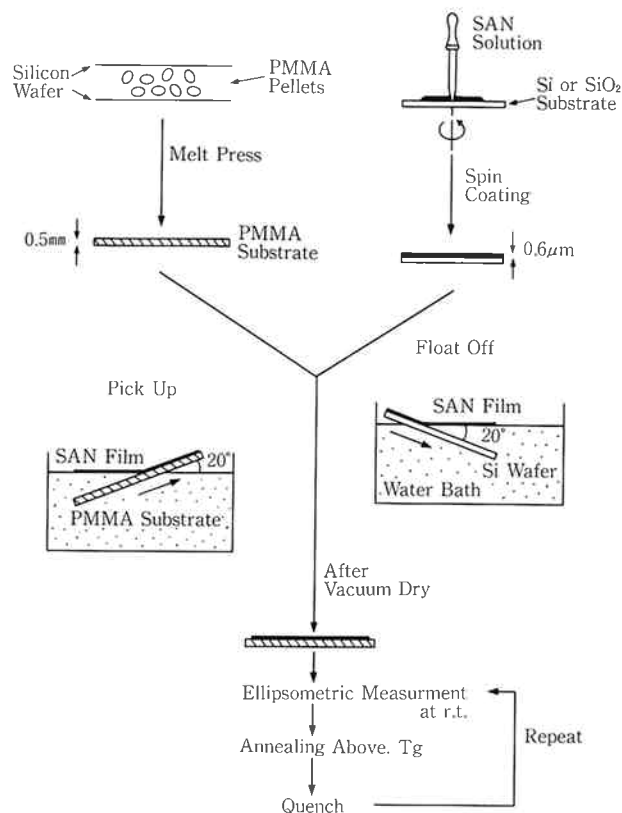 Silicon
Wafer
PMMA
Pellets
Melt Press
0.5mm
PMMA
Substrate
SAN
Solution
Si or SiO₂
Substrate
Spin
Coating
0.6μm
Float Off
Pick Up
SAN Film
20°
PMMA Substrate
SAN Film
20°
Si Wafer
Water Bath
After
Vacuum Dry
Ellipsometric Measurment
at r.t.
Annealing Above. Tg
Quench
Repeat